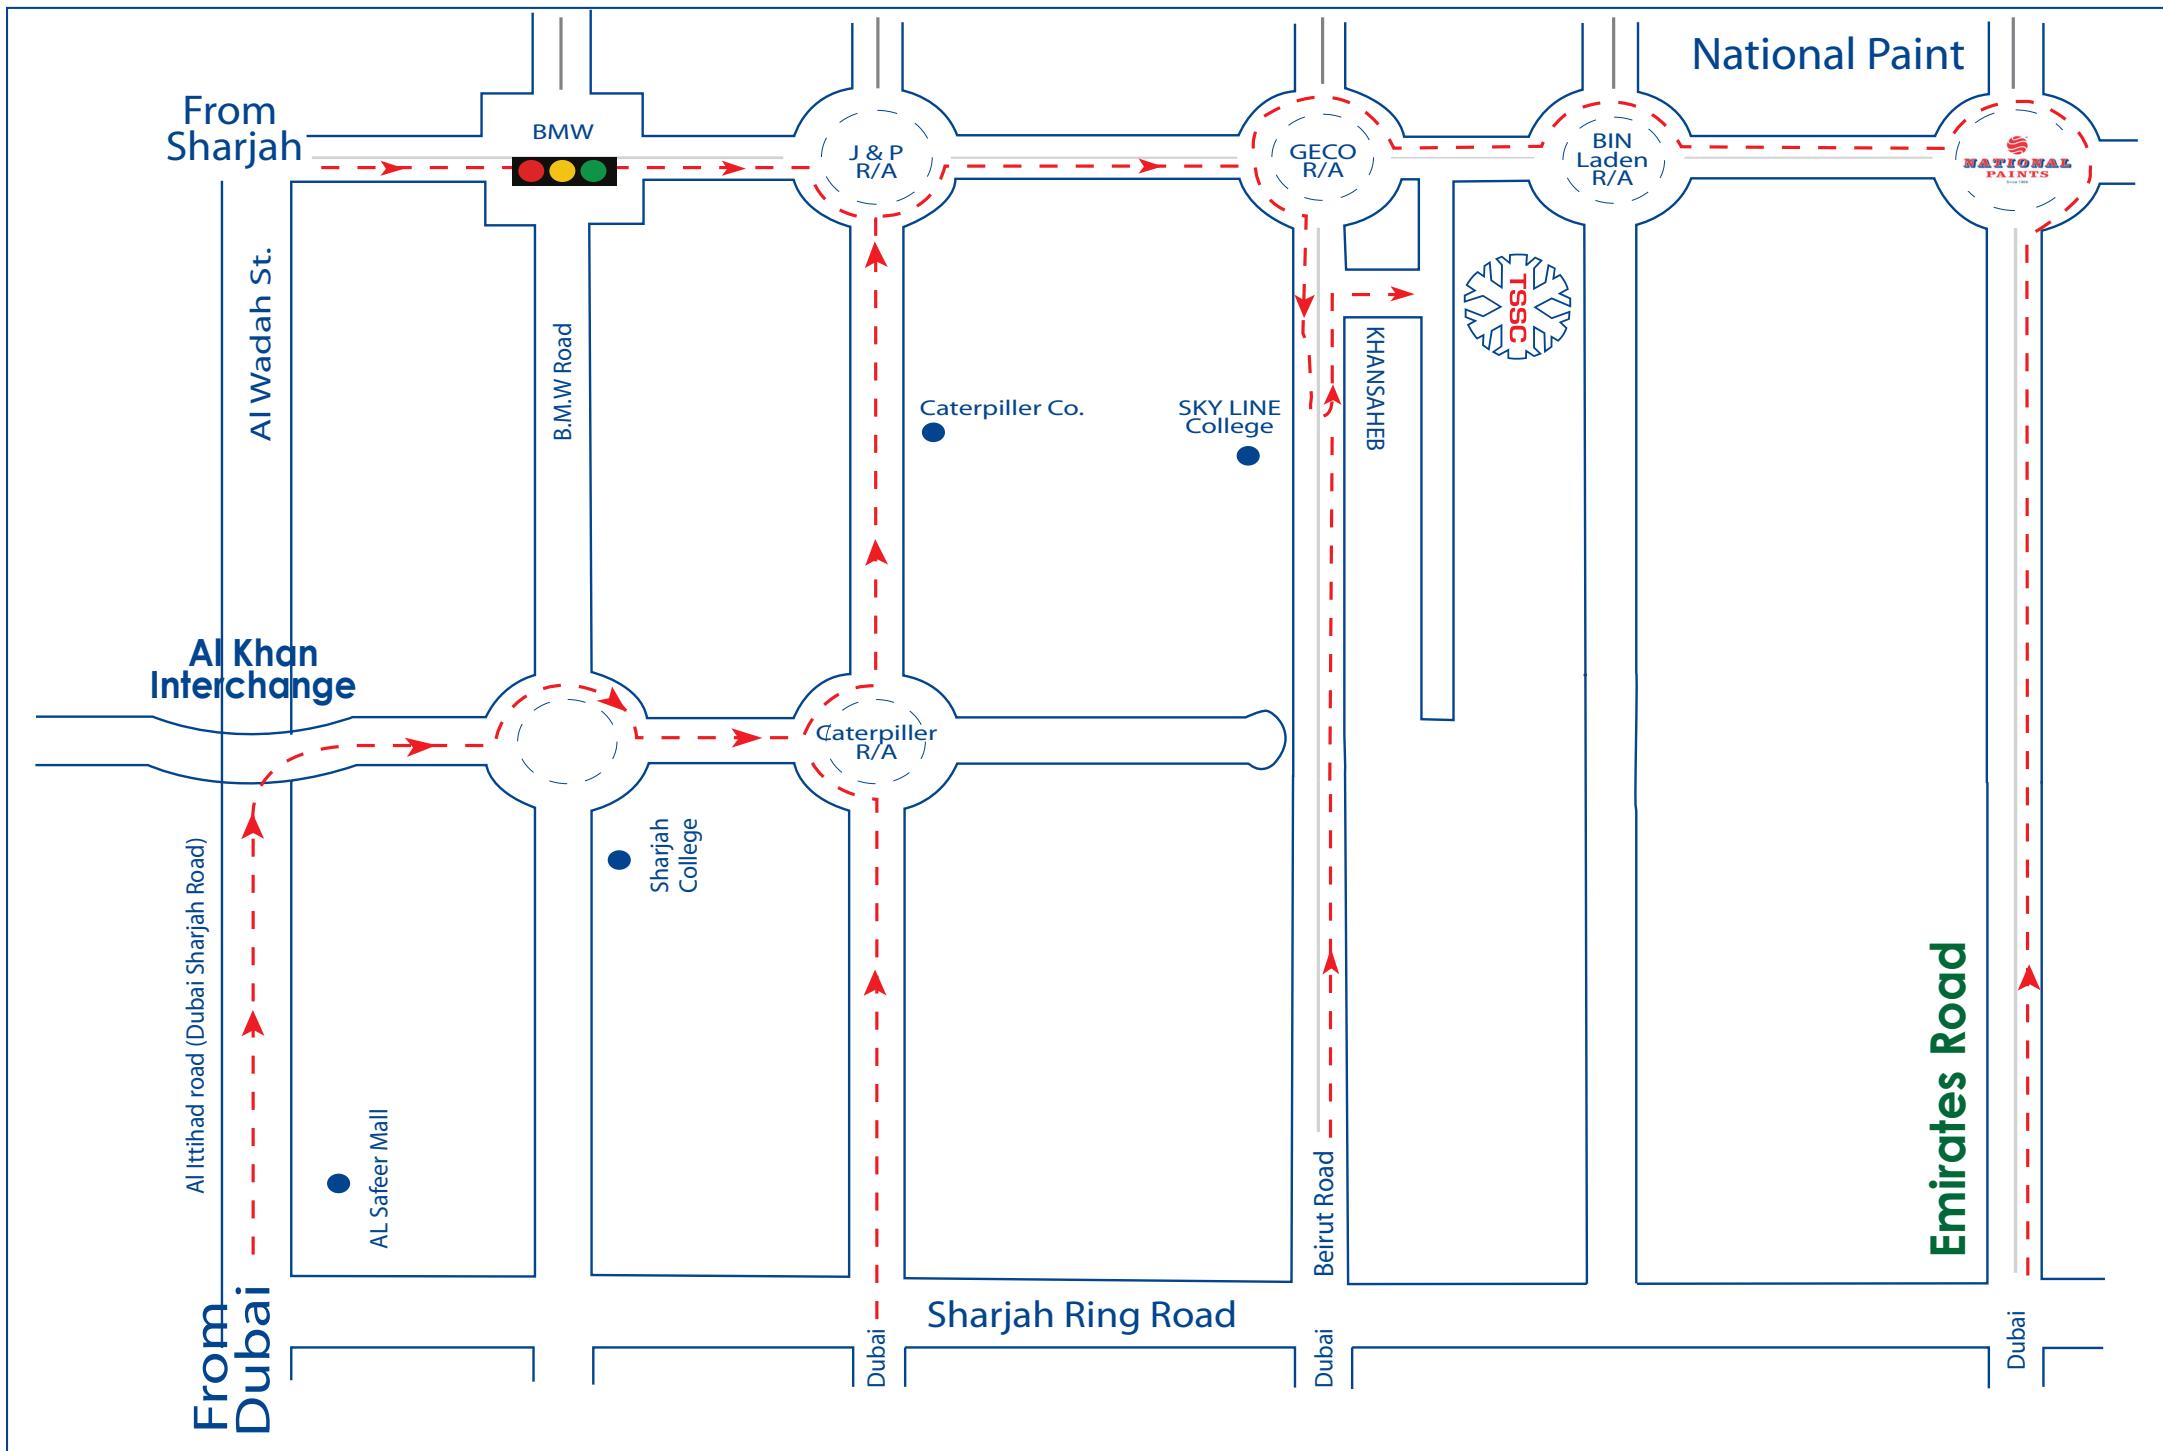 National Paint
From
Sharjah
BMW
J & P
R/A
GECO
R/A
BIN
Laden
R/A
NATIONAL
PAINTS
Al Wadah St.
B.M.W Road
TSSC
KHANSAHEB
Caterpiller Co.
SKY LINE
College
Al Khan
Interchange
Caterpiller
R/A
Sharjah
College
Al Ittihad road (Dubai Sharjah Road)
AL Safeer Mall
Beirut Road
Emirates Road
From
Dubai
Sharjah Ring Road
Dubai
Dubai
Dubai